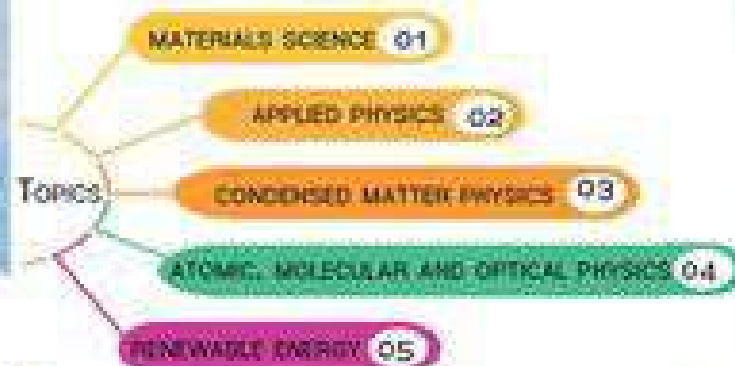 MATERIALS SCIENCE 01
APPLIED PHYSICS 02
TOPICS
CONDENSED MATTER PHYSICS 03
ATOMIC, MOLECULAR AND OPTICAL PHYSICS 04
RENEWABLE ENERGY 05